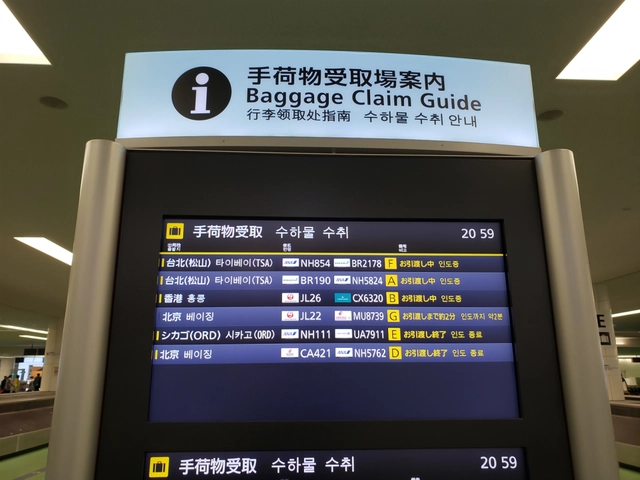 手荷物受取場案内
Baggage Claim Guide
行李领取处指南 수하물 수취 안내
手荷物受取 수하물 수취 20 59
台北(松山) 타이베이(TSA) NH854 BR2178 F お引渡し中 인도중
台北(松山) 타이베이(TSA) BR190 NH5824 A お引渡し中 인도중
香港 홍콩 JL26 CX6320 B お引渡し中 인도중
北京 베이징 JL22 MU8739 G お引渡しまで約2分 인도까지 약2분
シカゴ(ORD) 시카고(ORD) NH111 UA7911 E お引渡し終了 인도 종료
北京 베이징 CA421 NH5762 D お引渡し終了 인도 종료
手荷物受取 수하물 수취 20 59